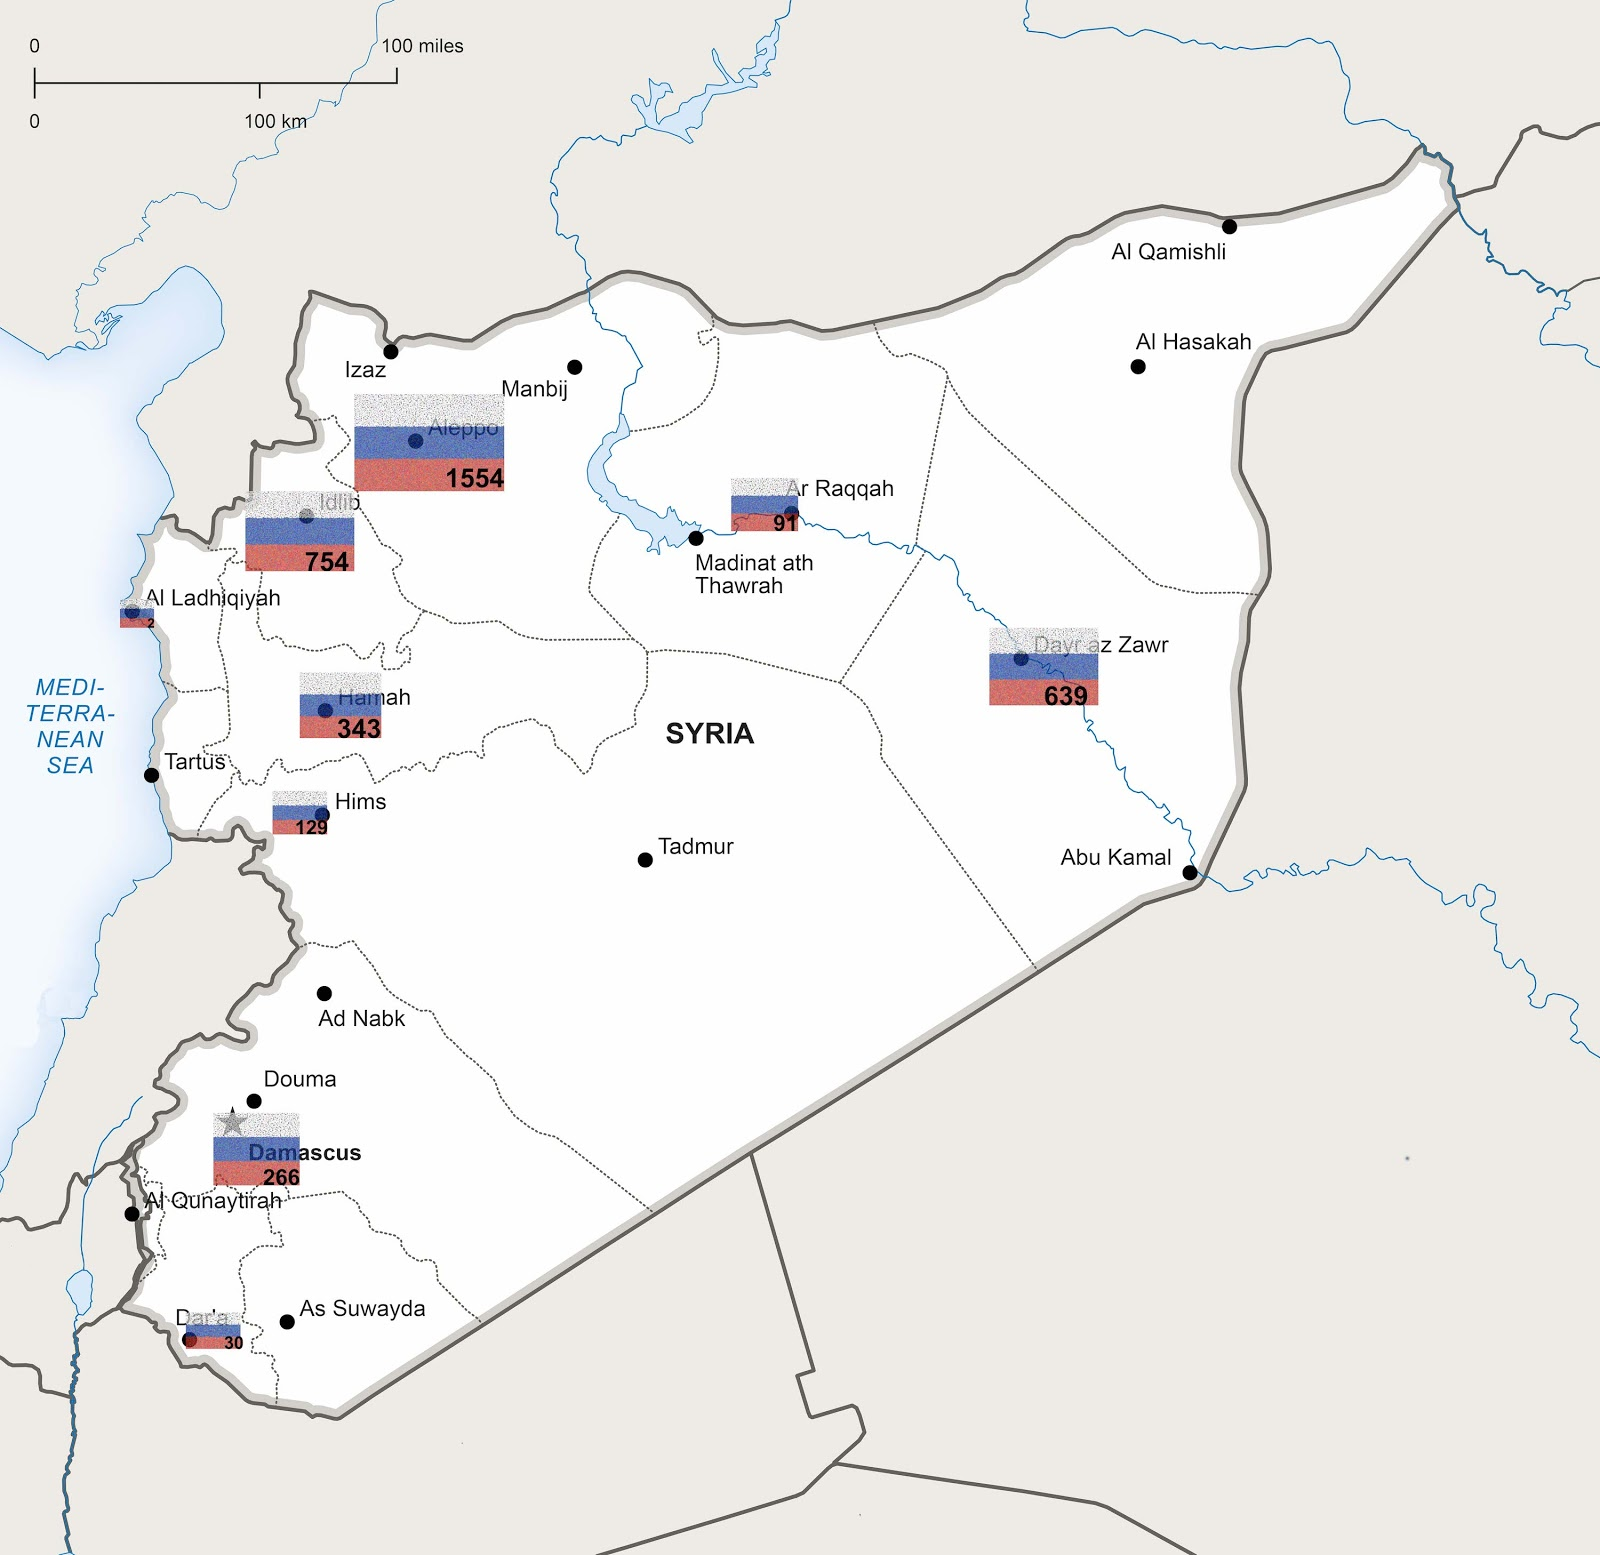 0
100 miles
0
100 km
Al Qamishli
Al Hasakah
Izaz
Manbij
Aleppo
1554
Idlib
754
Ar Raqqah
91
Madinat ath
Thawrah
Al Ladhiqiyah
2
Dayr az Zawr
639
MEDI-
TERRA-
NEAN
SEA
Hamah
343
SYRIA
Tartus
Hims
129
Tadmur
Abu Kamal
Ad Nabk
Douma
Damascus
266
Al Qunaytirah
As Suwayda
Dar'a
30